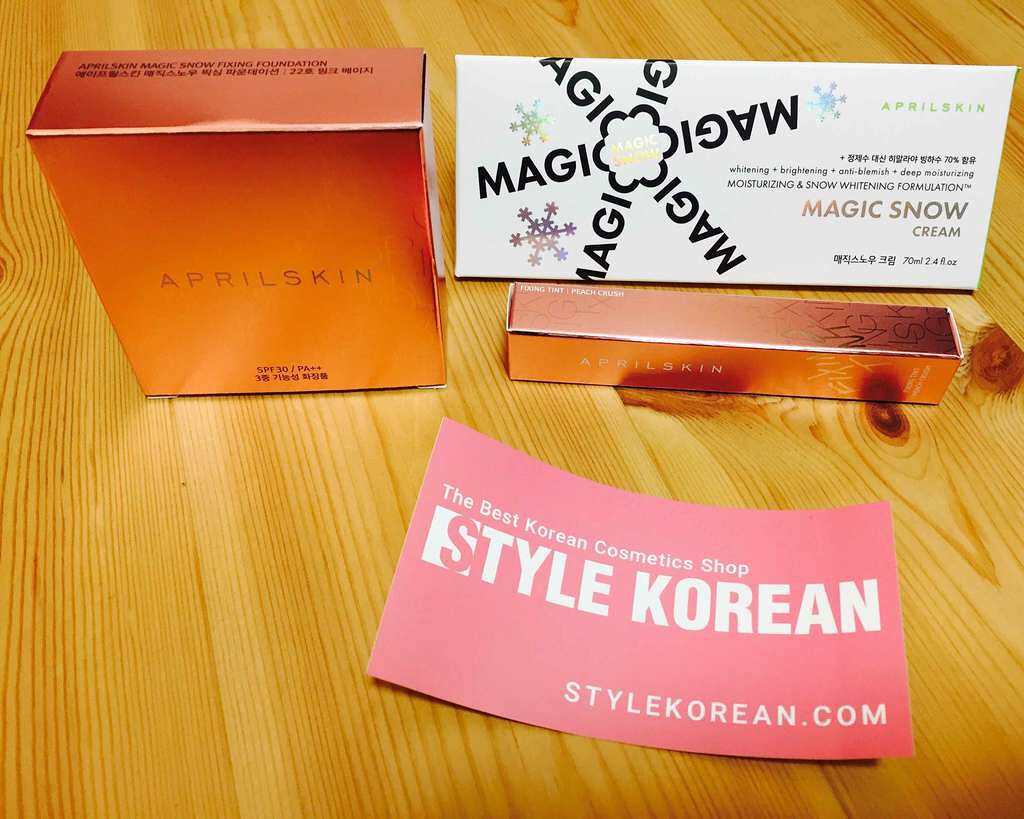 APRILSKIN MAGIC SNOW FIXING FOUNDATION
에이프릴스킨 매직스노우 픽싱 파운데이션 | 22호 핑크 베이지
APRILSKIN
SPF30 / PA++
3중 기능성 화장품
MAGIC
MAGIC
MAGIC
MAGIC
MAGIC
MAGIC
MAGIC SNOW
APRILSKIN
+ 정제수 대신 히말라야 빙하수 70% 함유
whitening + brightening + anti-blemish + deep moisturizing
MOISTURIZING & SNOW WHITENING FORMULATION™
MAGIC SNOW
CREAM
매직스노우 크림 70ml 2.4 fl.oz
FIXING TINT | PEACH CRUSH
APRILSKIN
The Best Korean Cosmetics Shop
STYLE KOREAN
STYLEKOREAN.COM